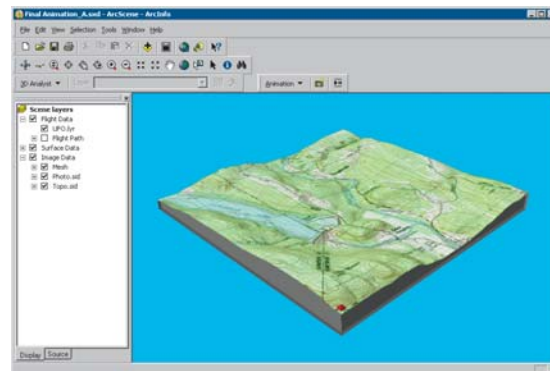 Final Animation_A.sxd - ArcScene - ArcInfo
File Edit View Selection Tools Window Help
3D Analyst Layer: Animation
Scene layers
Flight Data
UFO.lyr
Flight Path
Surface Data
Image Data
Mesh
Photo.sid
Topo.sid
Display Source